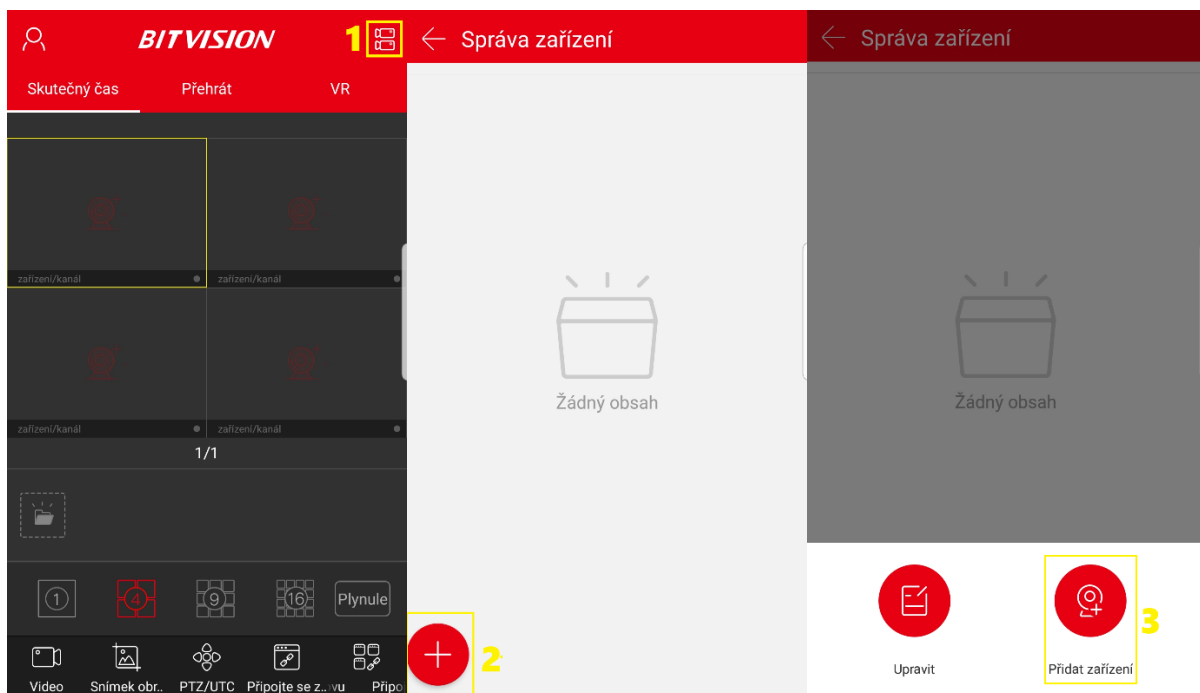 BITVISION
1
Skutečný čas
Přehrát
VR
zařízení/kanál
zařízení/kanál
zařízení/kanál
zařízení/kanál
1/1
1
4
9
16
Plynule
Video
Snímek obr..
PTZ/UTC
Připojte se z..vu
Připo
Správa zařízení
Žádný obsah
2
Správa zařízení
Žádný obsah
Upravit
Přidat zařízení
3